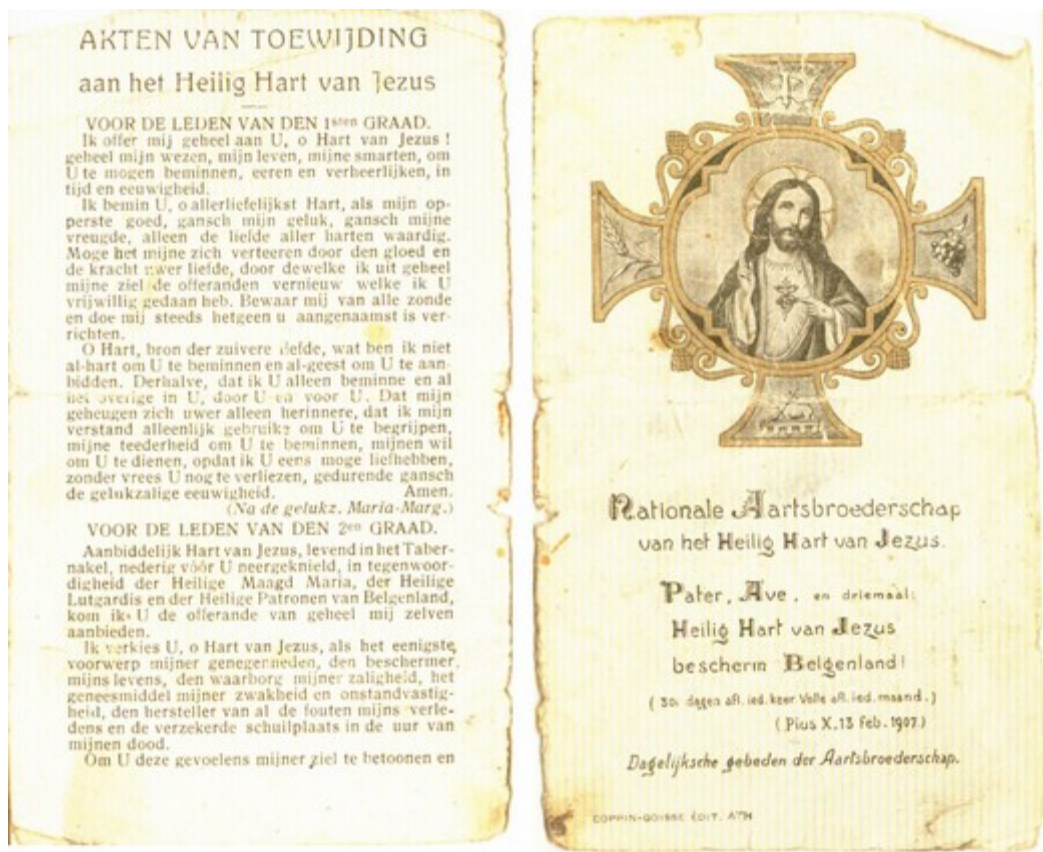 AKTEN VAN TOEWIJDING
aan het Heilig Hart van Jezus
VOOR DE LEDEN VAN DEN 1sten GRAAD.
Ik offer mij geheel aan U, o Hart van Jezus !
geheel mijn wezen, mijn leven, mijne smarten, om
U te mogen beminnen, eeren en verheerlijken, in
tijd en eeuwigheid.
Ik bemin U, o allerliefelijkst Hart, als mijn op-
perste goed, gansch mijn geluk, gansch mijne
vreugde, alleen de liefde aller harten waardig.
Moge het mijne zich verteeren door den gloed en
de kracht uwer liefde, door dewelke ik uit geheel
mijne ziel de offeranden vernieuw welke ik U
vrijwillig gedaan heb. Bewaar mij van alle zonde
en doe mij steeds hetgeen u aangenaamst is ver-
richten.
O Hart, bron der zuivere liefde, wat ben ik niet
al-hart om U te beminnen en al-geest om U te aan-
bidden. Derhalve, dat ik U alleen beminne en al
het overige in U, door U en voor U. Dat mijn
geheugen zich uwer alleen herinnere, dat ik mijn
verstand alleenlijk gebruike om U te begrijpen,
mijne teederheid om U te beminnen, mijnen wil
om U te dienen, opdat ik U eens moge liefhebben,
zonder vrees U nog te verliezen, gedurende gansch
de gelukzalige eeuwigheid. Amen.
(Na de gelukz. Maria-Marg.)
VOOR DE LEDEN VAN DEN 2en GRAAD.
Aanbiddelijk Hart van Jezus, levend in het Taber-
nakel, nederig vóór U neergeknield, in tegenwoor-
digheid der Heilige Maagd Maria, der Heilige
Lutgardis en der Heilige Patronen van Belgenland,
kom ik U de offerande van geheel mij zelven
aanbieden.
Ik verkies U, o Hart van Jezus, als het eenigste
voorwerp mijner genegenheden, den beschermer
mijns levens, den waarborg mijner zaligheid, het
geneesmiddel mijner zwakheid en onstandvastig-
heid, den hersteller van al de fouten mijns verle-
dens en de verzekerde schuilplaats in de uur van
mijnen dood.
Om U deze gevoelens mijner ziel te betoonen en
Nationale Aartsbroederschap
van het Heilig Hart van Jezus.
Pater, Ave, en driemaal:
Heilig Hart van Jezus
bescherm Belgenland!
dagen afl. ied. keer Volle afl. ied. maand.)
(Pius X. 13 feb. 1907.)
Dagelijksche gebeden der Aartsbroederschap.
COPPIN-GOISSE ÉDIT. ATH